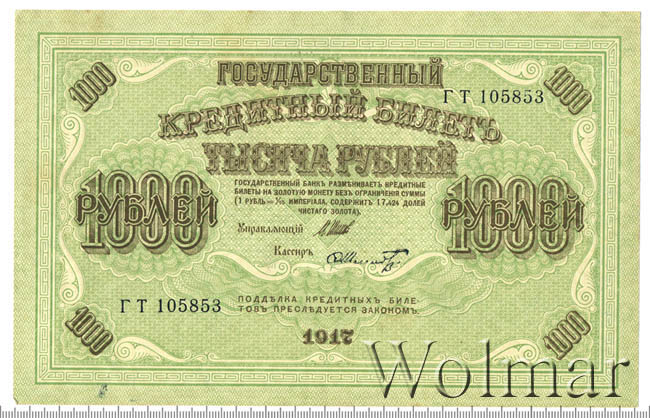 1000
1000
ГОСУДАРСТВЕННЫЙ
ГТ 105853
КРЕДИТНЫЙ БИЛЕТЪ
ТЫСЯЧА РУБЛЕЙ
ГОСУДАРСТВЕННЫЙ БАНКЪ РАЗМѢНИВАЕТЪ КРЕДИТНЫЕ
БИЛЕТЫ НА ЗОЛОТУЮ МОНЕТУ БЕЗЪ ОГРАНИЧЕНІЯ СУММЫ
(1 РУБЛЬ = 1/15 ИМПЕРІАЛА, СОДЕРЖИТЪ 17,424 ДОЛЕЙ
ЧИСТАГО ЗОЛОТА).
1000
РУБЛЕЙ
1000
РУБЛЕЙ
Управляющій
Кассиръ
ГТ 105853
ПОДДѢЛКА КРЕДИТНЫХЪ БИЛЕ-
ТОВЪ ПРЕСЛѢДУЕТСЯ ЗАКОНОМЪ.
1000
1917
1000
Wolmar